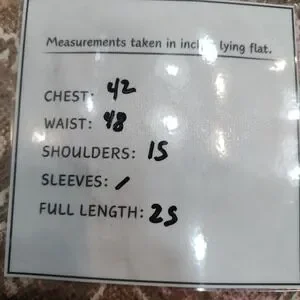 Measurements taken in inches lying flat.
CHEST: 42
WAIST: 48
SHOULDERS: 15
SLEEVES: /
FULL LENGTH: 25